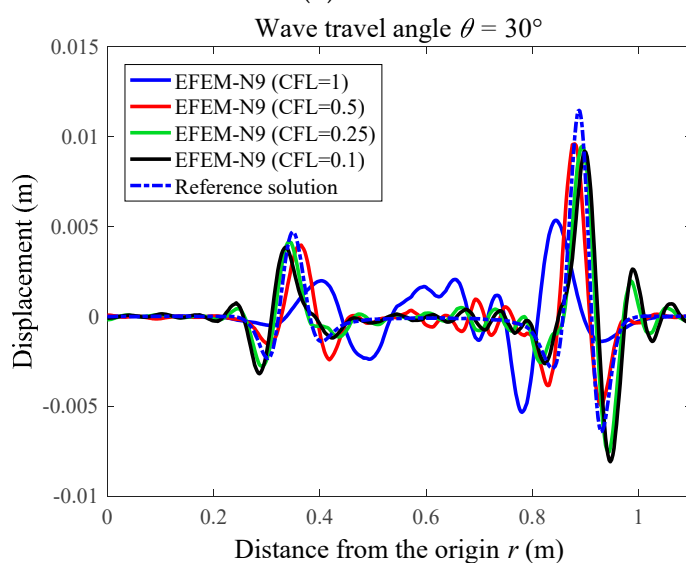 Wave travel angle θ = 30°
0.015
0.01
0.005
0
-0.005
-0.01
EFEM-N9 (CFL=1)
EFEM-N9 (CFL=0.5)
EFEM-N9 (CFL=0.25)
EFEM-N9 (CFL=0.1)
Reference solution
Displacement (m)
0 0.2 0.4 0.6 0.8 1
Distance from the origin r (m)